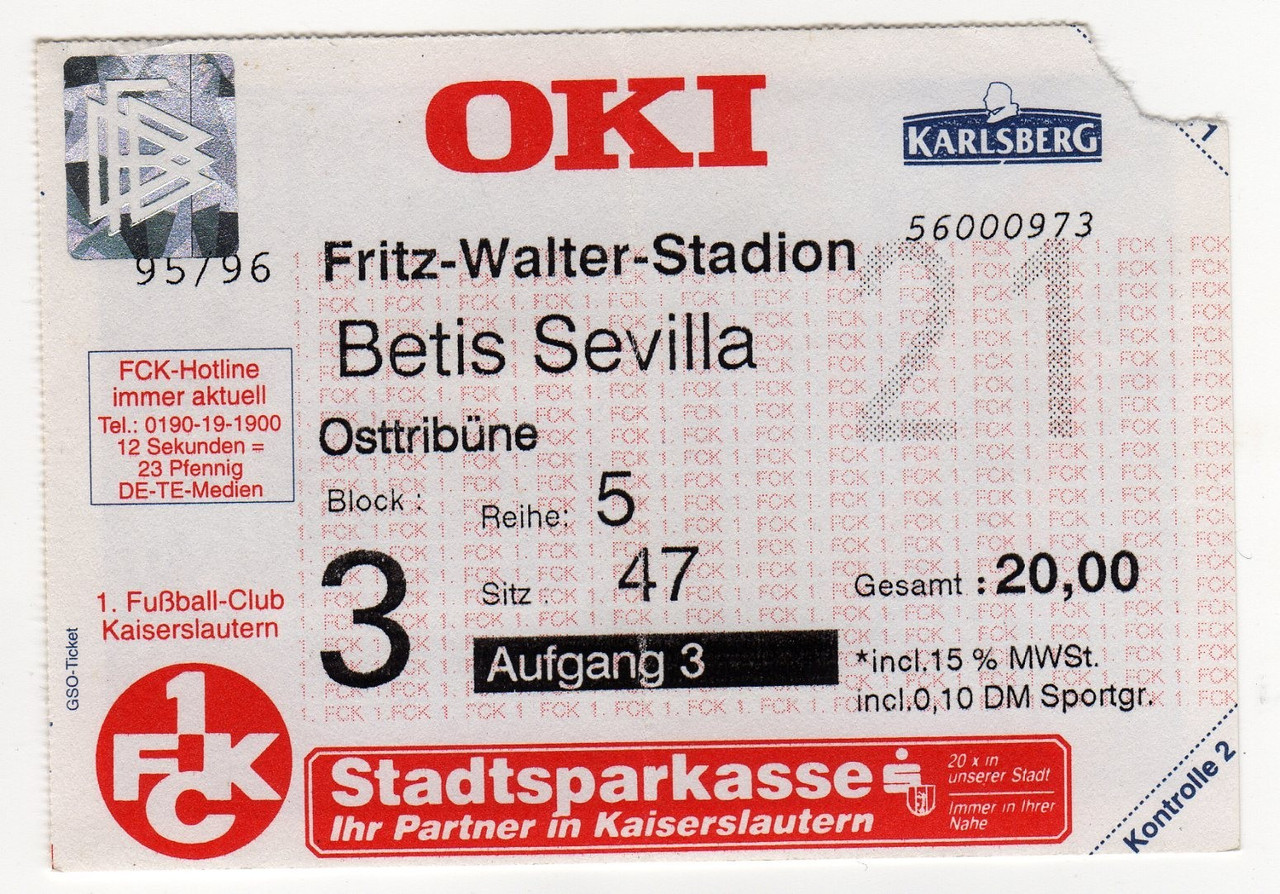 OKI
KARLSBERG
1
56000973
95/96
Fritz-Walter-Stadion
21
Betis Sevilla
FCK-Hotline
immer aktuell
Tel.: 0190-19-1900
12 Sekunden =
23 Pfennig
DE-TE-Medien
Osttribüne
Block :
3
Reihe: 5
Sitz : 47
Aufgang 3
Gesamt : 20,00
*incl.15 % MWSt.
incl.0,10 DM Sportgr.
1. Fußball-Club
Kaiserslautern
GSO-Ticket
1
FCK
Stadtsparkasse
Ihr Partner in Kaiserslautern
20 x in
unserer Stadt
Immer in Ihrer
Nahe
Kontrolle 2